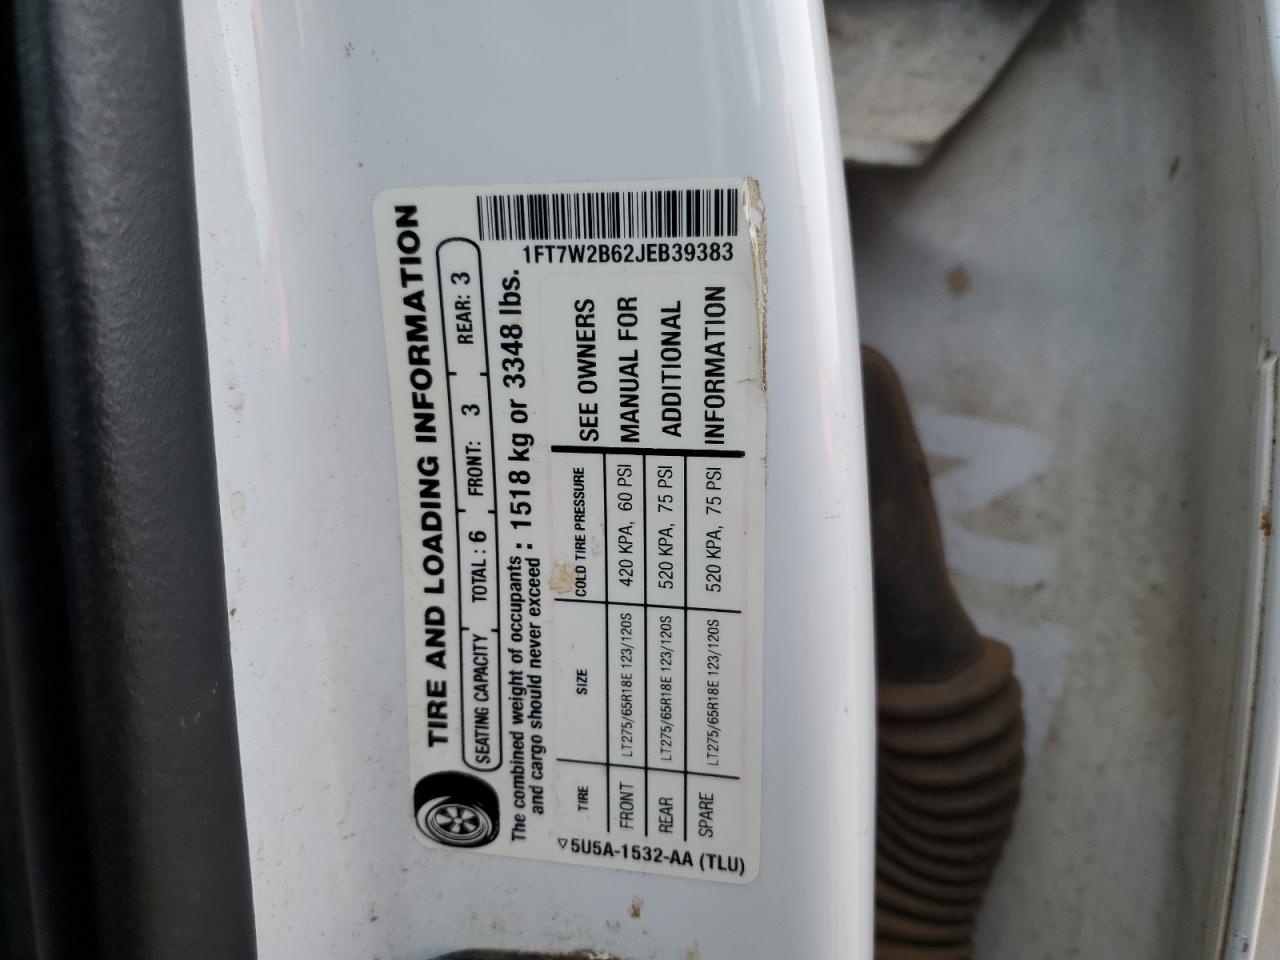 TIRE AND LOADING INFORMATION
SEATING CAPACITY TOTAL : 6 FRONT: 3 REAR: 3
The combined weight of occupants
and cargo should never exceed : 1518 kg or 3348 lbs.
1FT7W2B62JEB39383
TIRE SIZE COLD TIRE PRESSURE
FRONT LT275/65R18E 123/120S 420 KPA, 60 PSI
REAR LT275/65R18E 123/120S 520 KPA, 75 PSI
SPARE LT275/65R18E 123/120S 520 KPA, 75 PSI
SEE OWNERS
MANUAL FOR
ADDITIONAL
INFORMATION
▽5U5A-1532-AA (TLU)